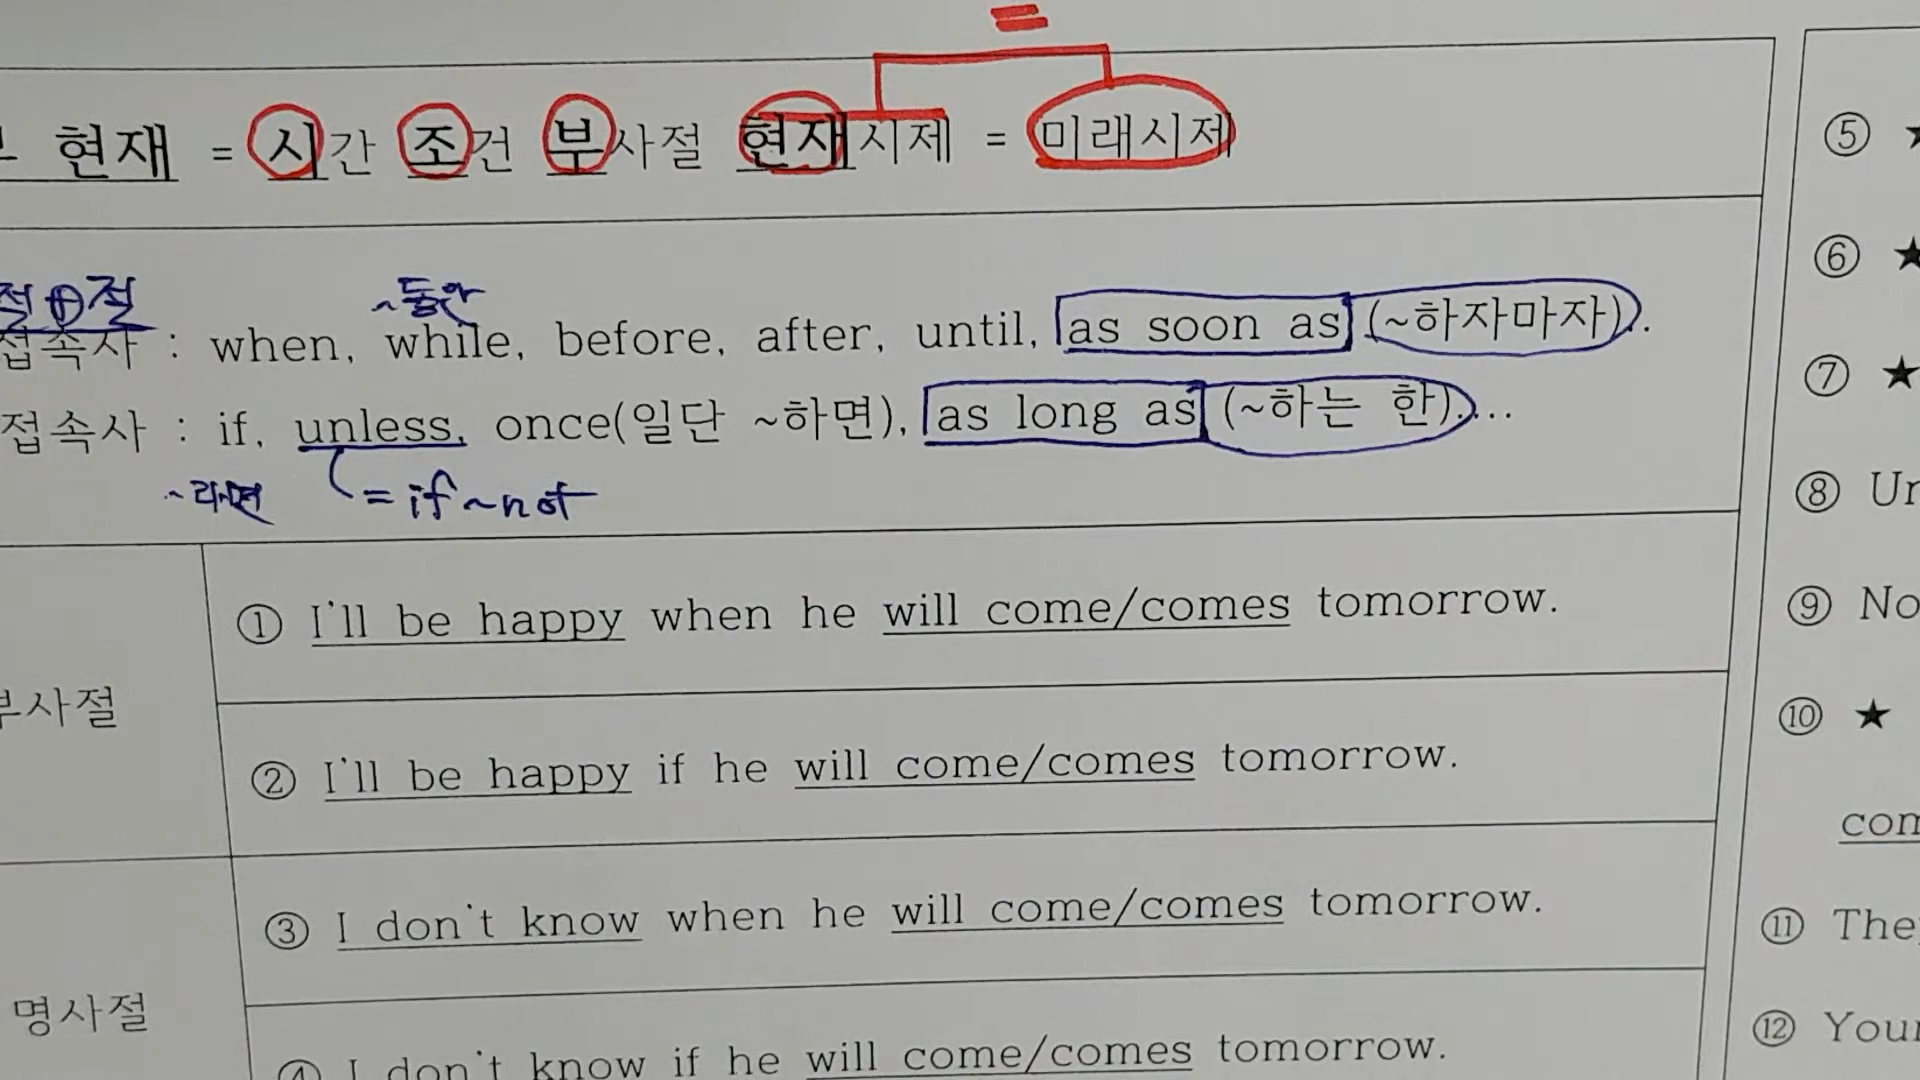 현재 = 시간 조건 부사절 현재시제 = 미래시제
=
절⊕절 ~동안
접속사 : when, while, before, after, until, as soon as (~하자마자)..
접속사 : if, unless, once(일단 ~하면), as long as (~하는 한)....
~라면 = if ~ not
부사절
① I'll be happy when he will come/comes tomorrow.
② I'll be happy if he will come/comes tomorrow.
명사절
③ I don't know when he will come/comes tomorrow.
④ I don't know if he will come/comes tomorrow.
⑤ ★
⑥ ★
⑦ ★
⑧
⑨ No
⑩ ★
⑪
⑫ Your